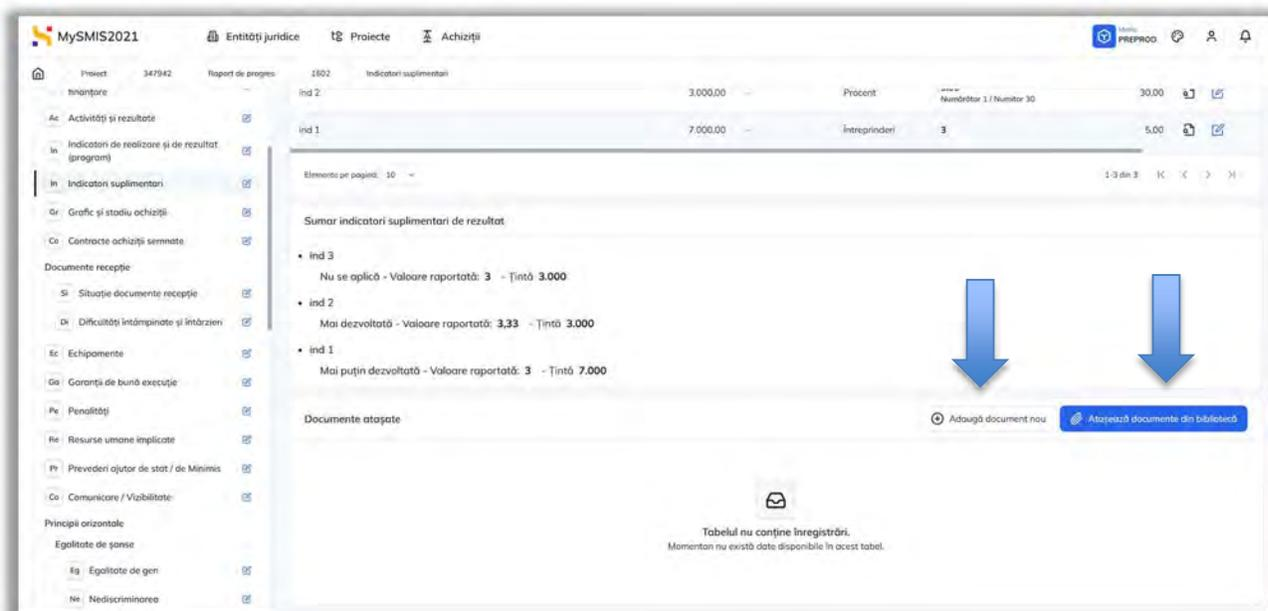 MySMIS2021
Entități juridice
Proiecte
Achiziții
Mediu
PREPROD
Proiect
347942
Raport de progres
1602
Indicatori suplimentari
finanțare
Ac Activități și rezultate
In Indicatori de realizare și de rezultat
(program)
In Indicatori suplimentari
Gr Grafic și stadiu achiziții
Co Contracte achiziții semnate
Documente recepție
Si Situație documente recepție
Di Dificultăți întâmpinate și întârzieri
Ec Echipamente
Ga Garanții de bună execuție
Pe Penalități
Re Resurse umane implicate
Pr Prevederi ajutor de stat / de Minimis
Co Comunicare / Vizibilitate
Principii orizontale
Egalitate de șanse
Eg Egalitate de gen
Ne Nediscriminarea
ind 2 3.000,00 – Procent Numărător 1 / Numitor 30 30,00
ind 1 7.000,00 – Întreprinderi 3 5,00
Elemente pe pagină: 10
1-3 din 3
Sumar indicatori suplimentari de rezultat
• ind 3
Nu se aplică - Valoare raportată: 3 - Țintă 3.000
• ind 2
Mai dezvoltată - Valoare raportată: 3,33 - Țintă 3.000
• ind 1
Mai puțin dezvoltată - Valoare raportată: 3 - Țintă 7.000
Documente atașate
Adaugă document nou
Atașează documente din bibliotecă
Tabelul nu conține înregistrări.
Momentan nu există date disponibile în acest tabel.